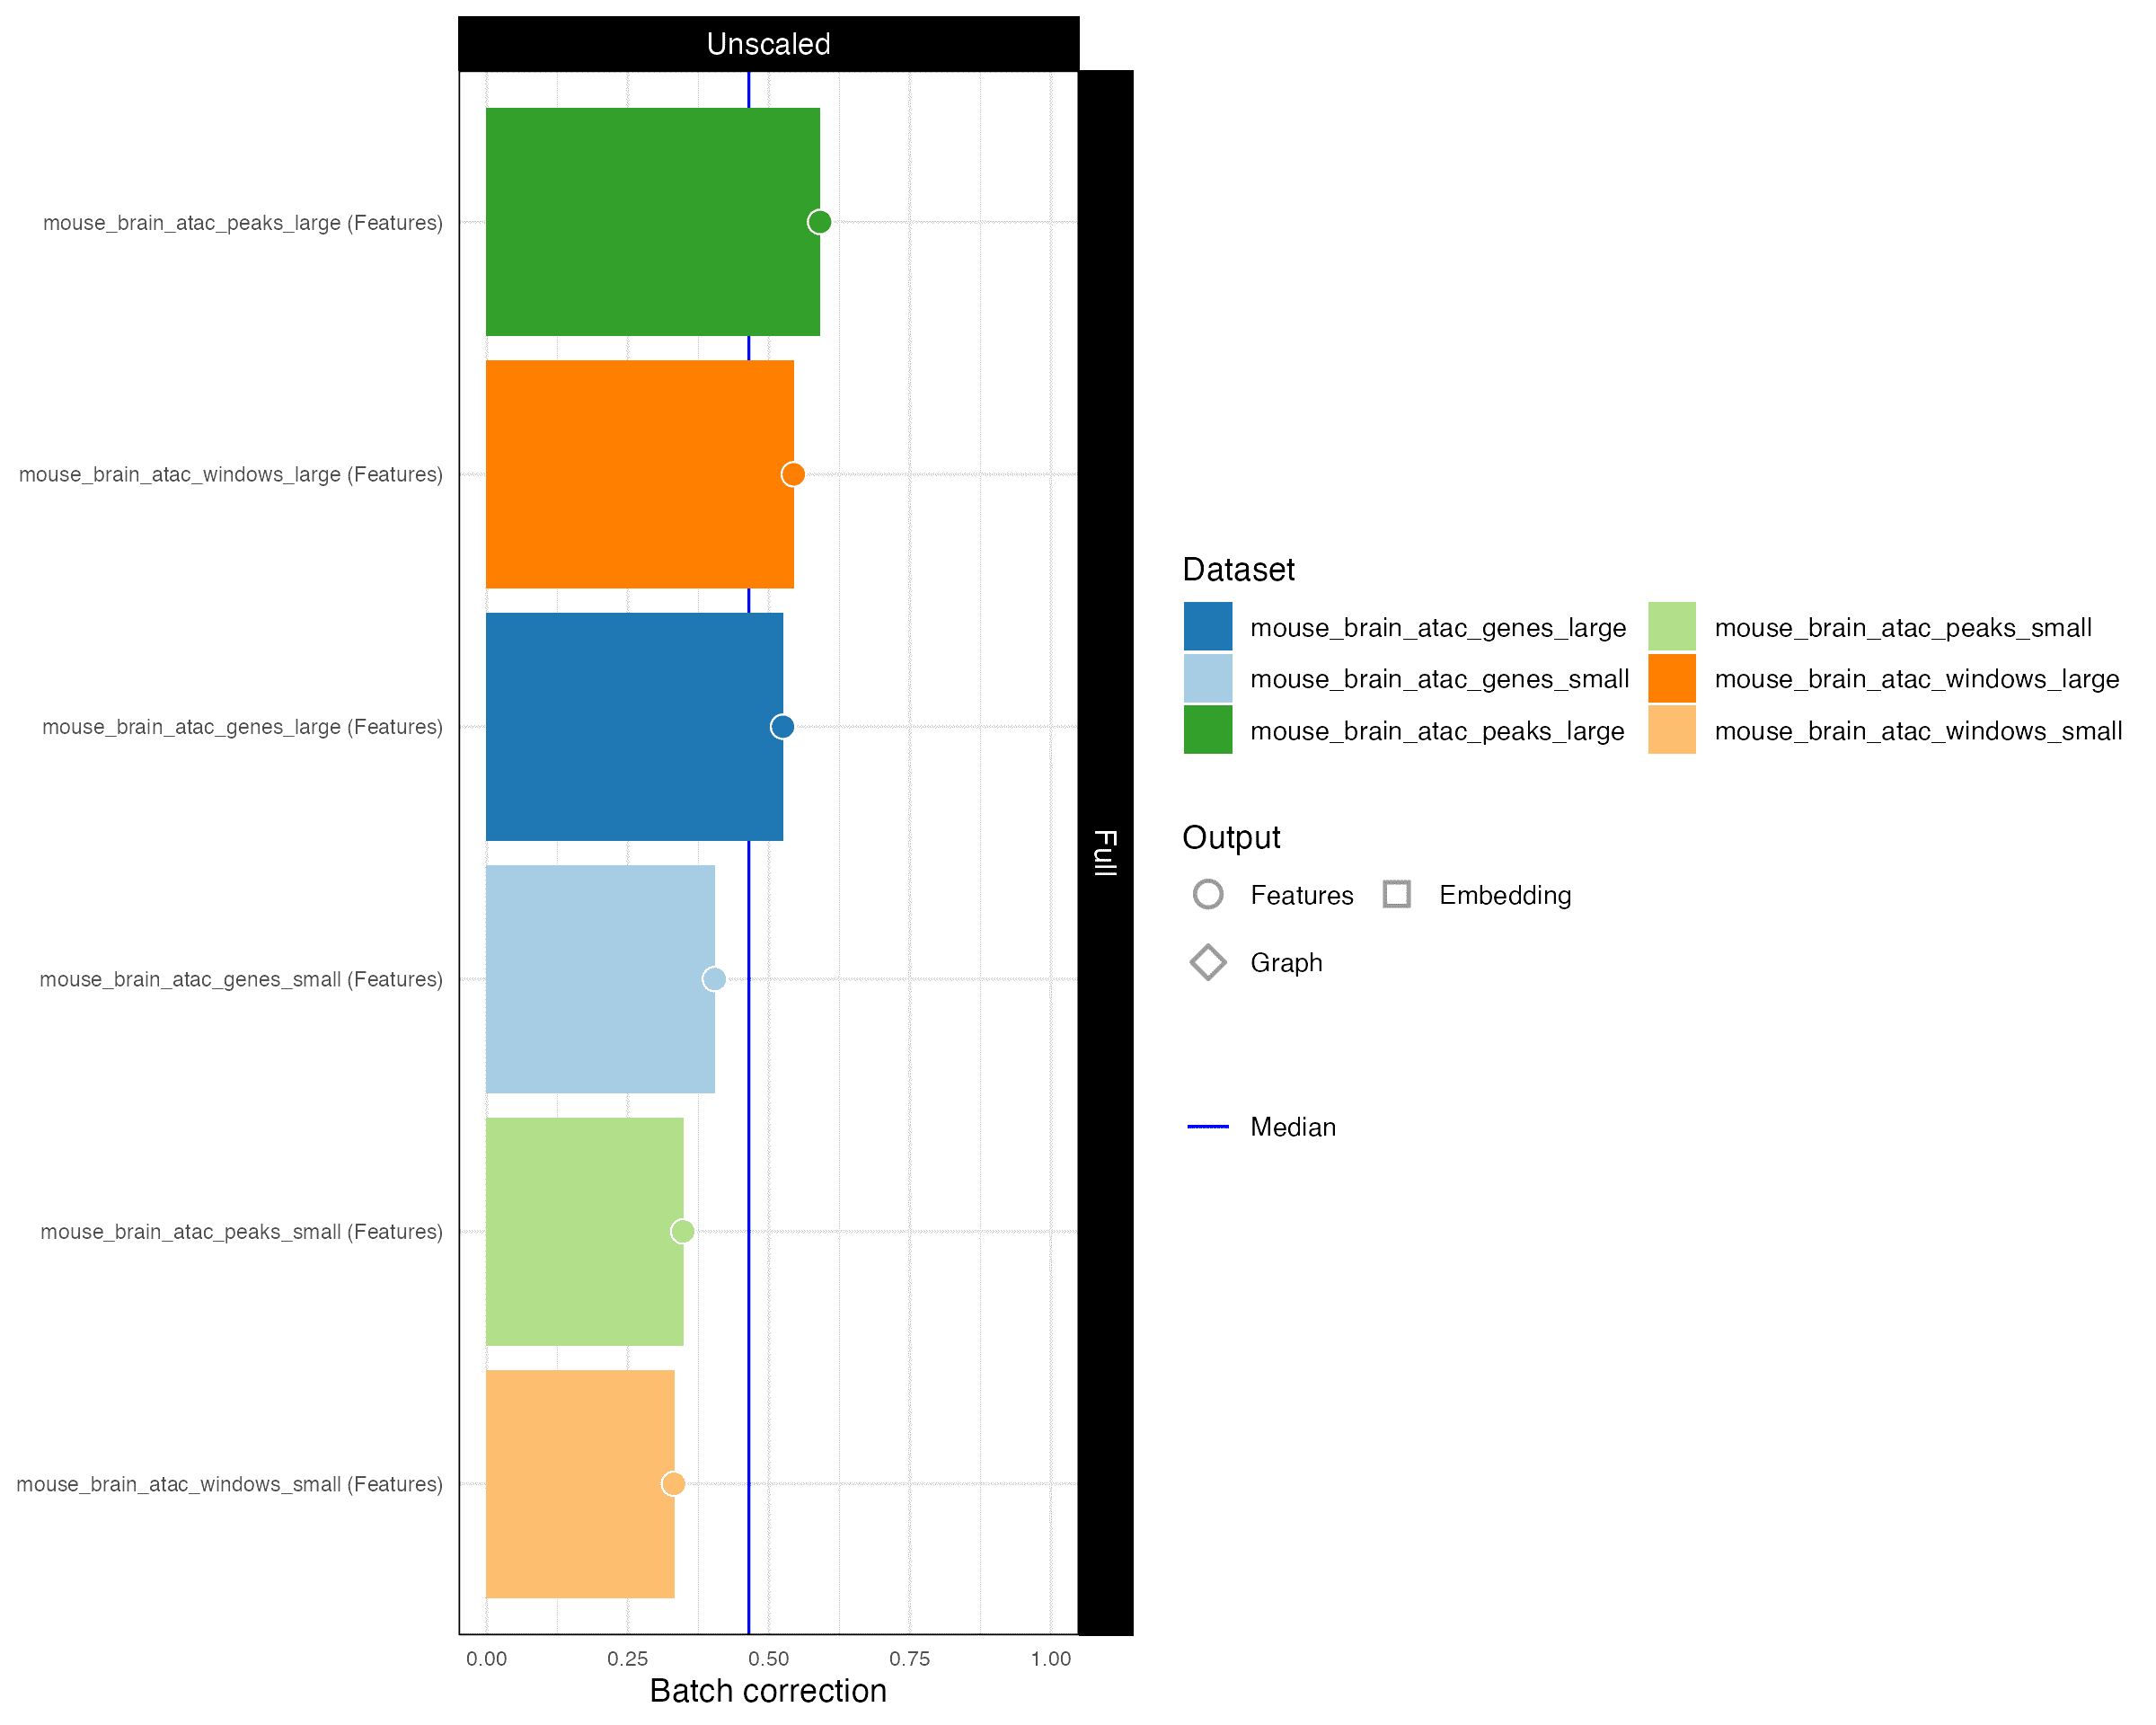 Unscaled
Full
mouse_brain_atac_peaks_large (Features)
mouse_brain_atac_windows_large (Features)
mouse_brain_atac_genes_large (Features)
mouse_brain_atac_genes_small (Features)
mouse_brain_atac_peaks_small (Features)
mouse_brain_atac_windows_small (Features)
0.00 0.25 0.50 0.75 1.00
Batch correction
Dataset
mouse_brain_atac_genes_large mouse_brain_atac_peaks_small
mouse_brain_atac_genes_small mouse_brain_atac_windows_large
mouse_brain_atac_peaks_large mouse_brain_atac_windows_small
Output
Features Embedding
Graph
Median